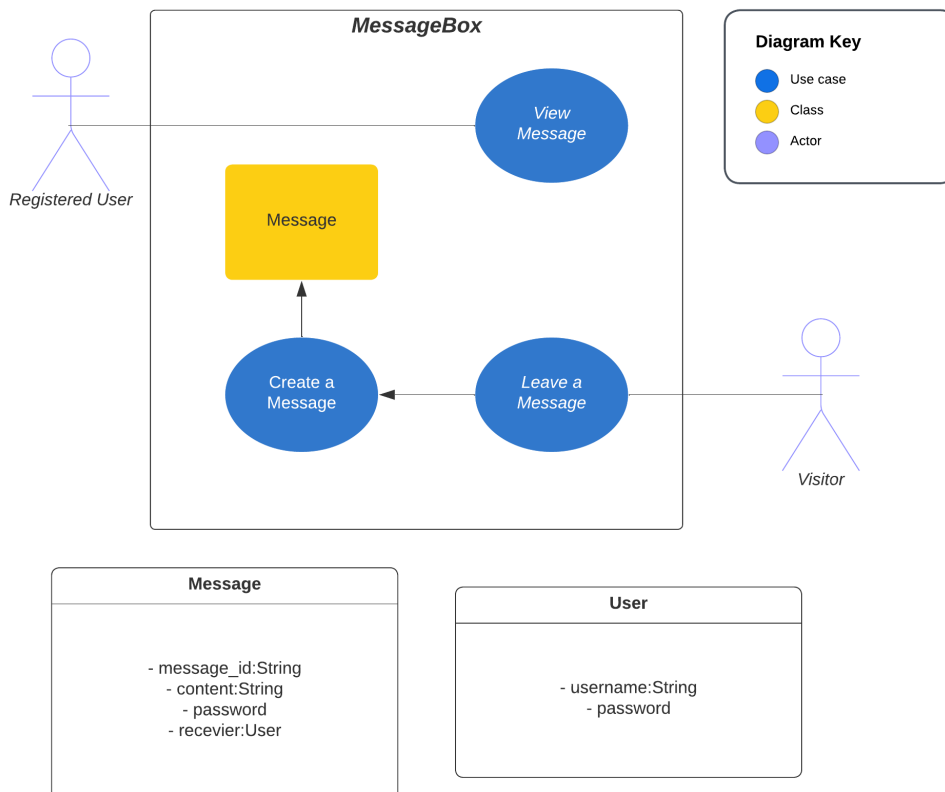 MessageBox
Diagram Key
Use case
Class
Actor
View
Message
Registered User
Message
Create a
Message
Leave a
Message
Visitor
Message
- message_id:String
- content:String
- password
- recevier:User
User
- username:String
- password